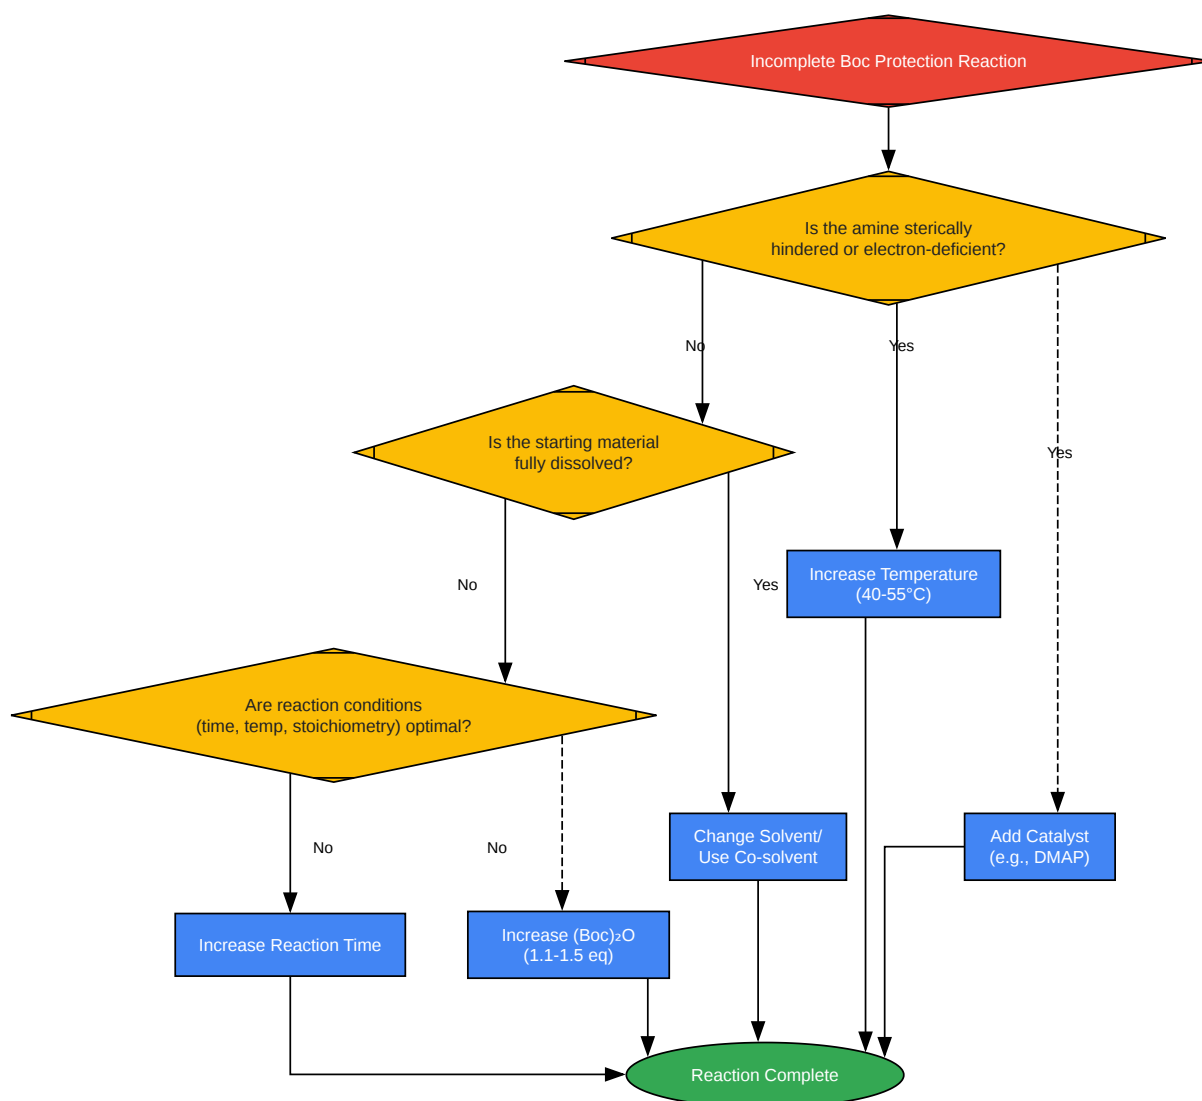 Incomplete Boc Protection Reaction
Is the amine sterically
hindered or electron-deficient?
No
Yes
Yes
Is the starting material
fully dissolved?
No
Yes
Increase Temperature
(40-55°C)
Are reaction conditions
(time, temp, stoichiometry) optimal?
No
No
Change Solvent/
Use Co-solvent
Add Catalyst
(e.g., DMAP)
Increase Reaction Time
Increase (Boc)₂O
(1.1-1.5 eq)
Reaction Complete